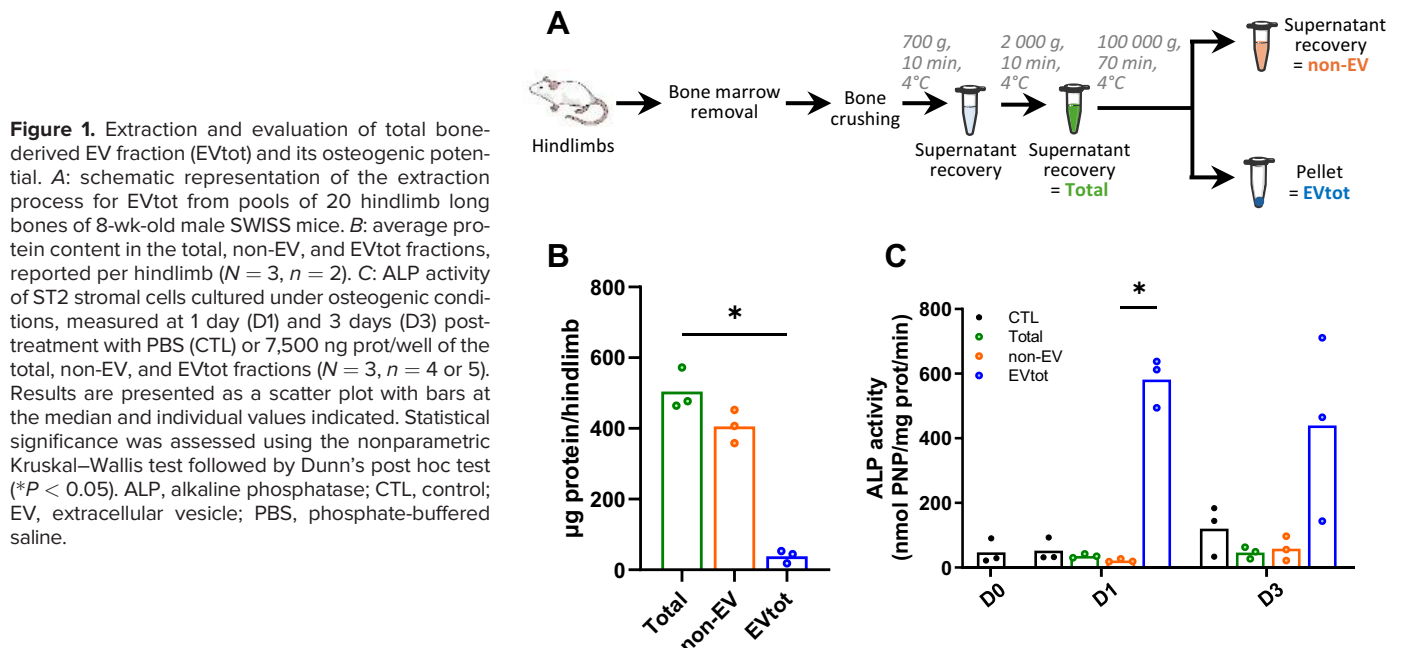 Figure 1. Extraction and evaluation of total bone-
derived EV fraction (EVtot) and its osteogenic poten-
tial. A: schematic representation of the extraction
process for EVtot from pools of 20 hindlimb long
bones of 8-wk-old male SWISS mice. B: average pro-
tein content in the total, non-EV, and EVtot fractions,
reported per hindlimb (N = 3, n = 2). C: ALP activity
of ST2 stromal cells cultured under osteogenic condi-
tions, measured at 1 day (D1) and 3 days (D3) post-
treatment with PBS (CTL) or 7,500 ng prot/well of the
total, non-EV, and EVtot fractions (N = 3, n = 4 or 5).
Results are presented as a scatter plot with bars at
the median and individual values indicated. Statistical
significance was assessed using the nonparametric
Kruskal–Wallis test followed by Dunn's post hoc test
(*P < 0.05). ALP, alkaline phosphatase; CTL, control;
EV, extracellular vesicle; PBS, phosphate-buffered
saline.
A
Hindlimbs
Bone marrow
removal
Bone
crushing
700 g,
10 min,
4°C
Supernatant
recovery
2 000 g,
10 min,
4°C
Supernatant
recovery
= Total
100 000 g,
70 min,
4°C
Supernatant
recovery
= non-EV
Pellet
= EVtot
B
µg protein/hindlimb
800
600
400
200
0
*
Total
non-EV
EVtot
C
ALP activity
(nmol PNP/mg prot/min)
800
600
400
200
0
CTL
Total
non-EV
EVtot
*
D0
D1
D3